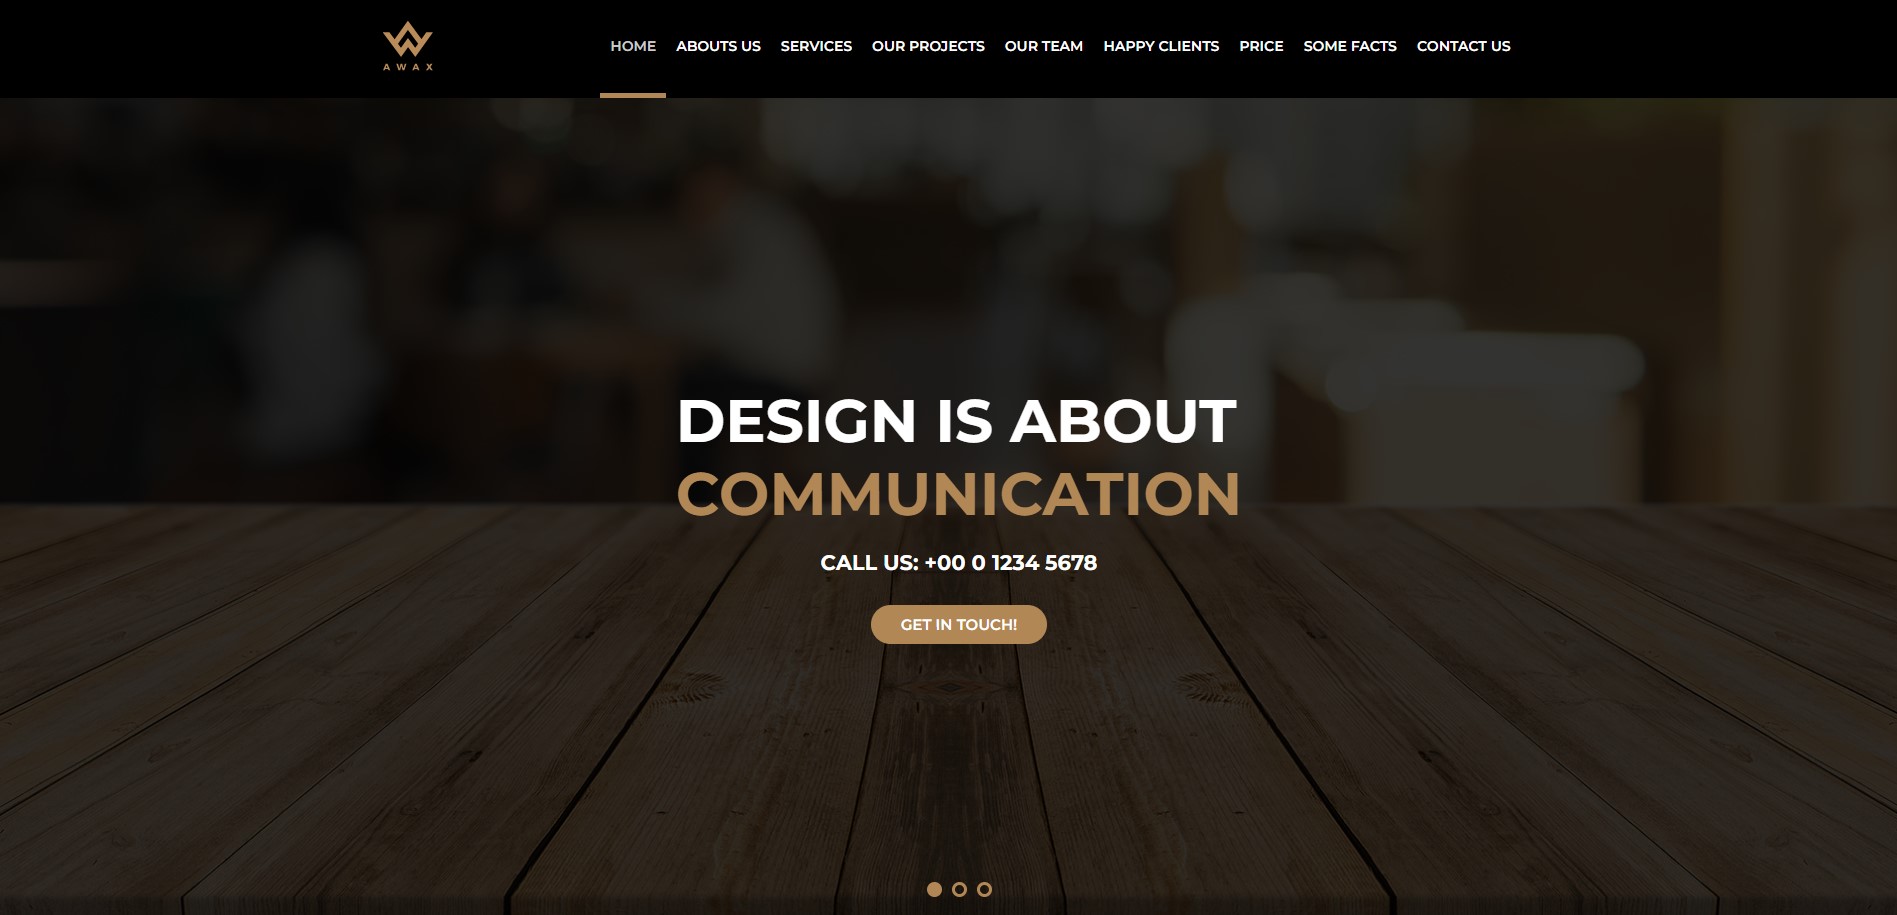 AWAX
HOME ABOUTS US SERVICES OUR PROJECTS OUR TEAM HAPPY CLIENTS PRICE SOME FACTS CONTACT US
DESIGN IS ABOUT
COMMUNICATION
CALL US: +00 0 1234 5678
GET IN TOUCH!